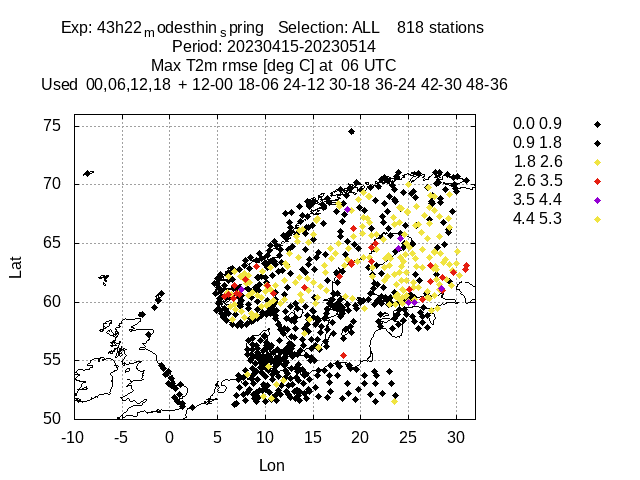 Exp: 43h22modesthinspring Selection: ALL 818 stations
Period: 20230415-20230514
Max T2m rmse [deg C] at 06 UTC
Used 00,06,12,18 + 12-00 18-06 24-12 30-18 36-24 42-30 48-36
0.0 0.9
0.9 1.8
1.8 2.6
2.6 3.5
3.5 4.4
4.4 5.3
75
70
65
60
55
50
Lat
-10 -5 0 5 10 15 20 25 30
Lon